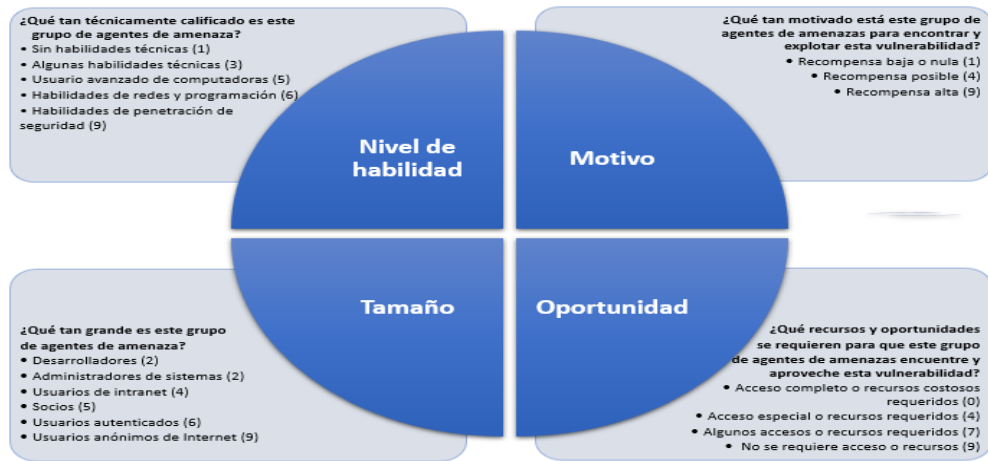 ¿Qué tan técnicamente calificado es este
grupo de agentes de amenaza?
• Sin habilidades técnicas (1)
• Algunas habilidades técnicas (3)
• Usuario avanzado de computadoras (5)
• Habilidades de redes y programación (6)
• Habilidades de penetración de
seguridad (9)
¿Qué tan motivado está este grupo de
agentes de amenazas para encontrar y
explotar esta vulnerabilidad?
• Recompensa baja o nula (1)
• Recompensa posible (4)
• Recompensa alta (9)
Nivel de
habilidad
Motivo
Tamaño
Oportunidad
¿Qué tan grande es este grupo
de agentes de amenaza?
• Desarrolladores (2)
• Administradores de sistemas (2)
• Usuarios de intranet (4)
• Socios (5)
• Usuarios autenticados (6)
• Usuarios anónimos de Internet (9)
¿Qué recursos y oportunidades
se requieren para que este grupo
de agentes de amenazas encuentre y
aproveche esta vulnerabilidad?
• Acceso completo o recursos costosos
requeridos (0)
• Acceso especial o recursos requeridos (4)
• Algunos accesos o recursos requeridos (7)
• No se requiere acceso o recursos (9)